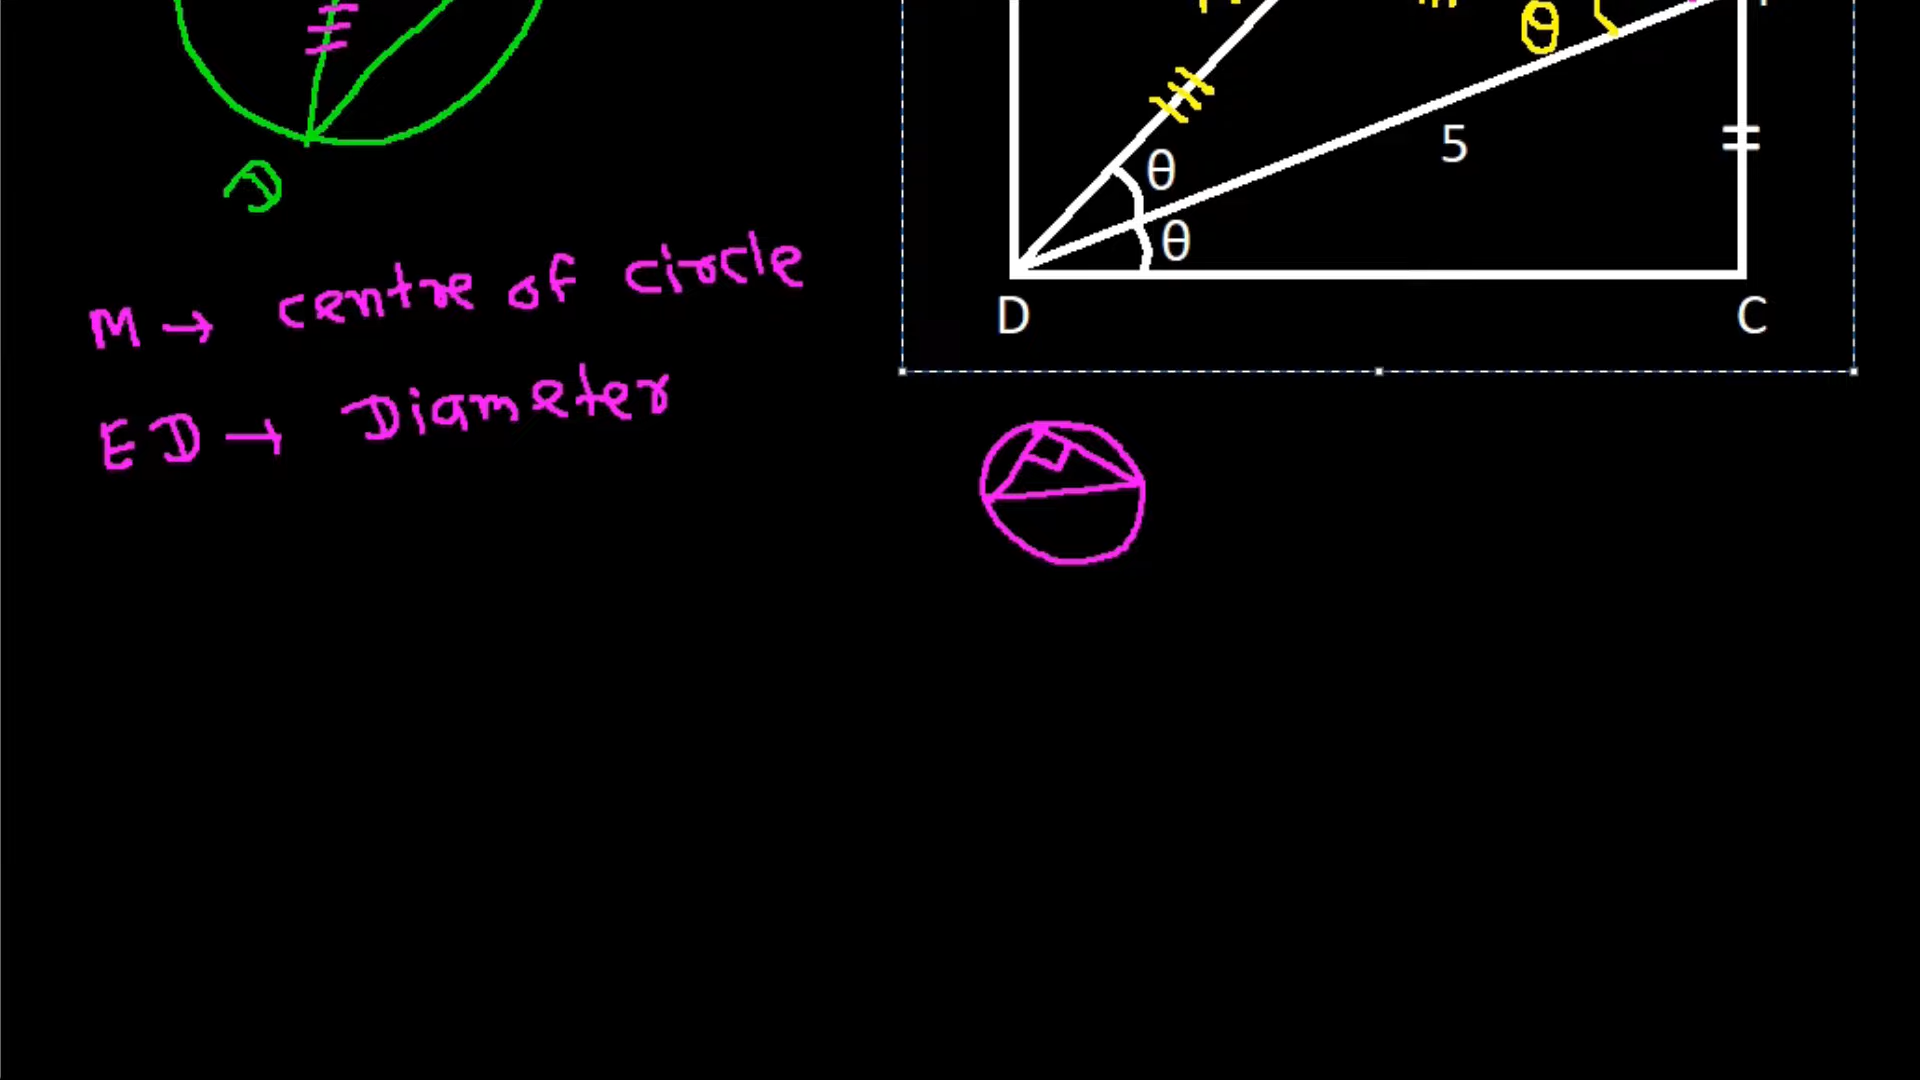 θ
5
θ
θ
D
D C
M → centre of circle
ED → Diameter